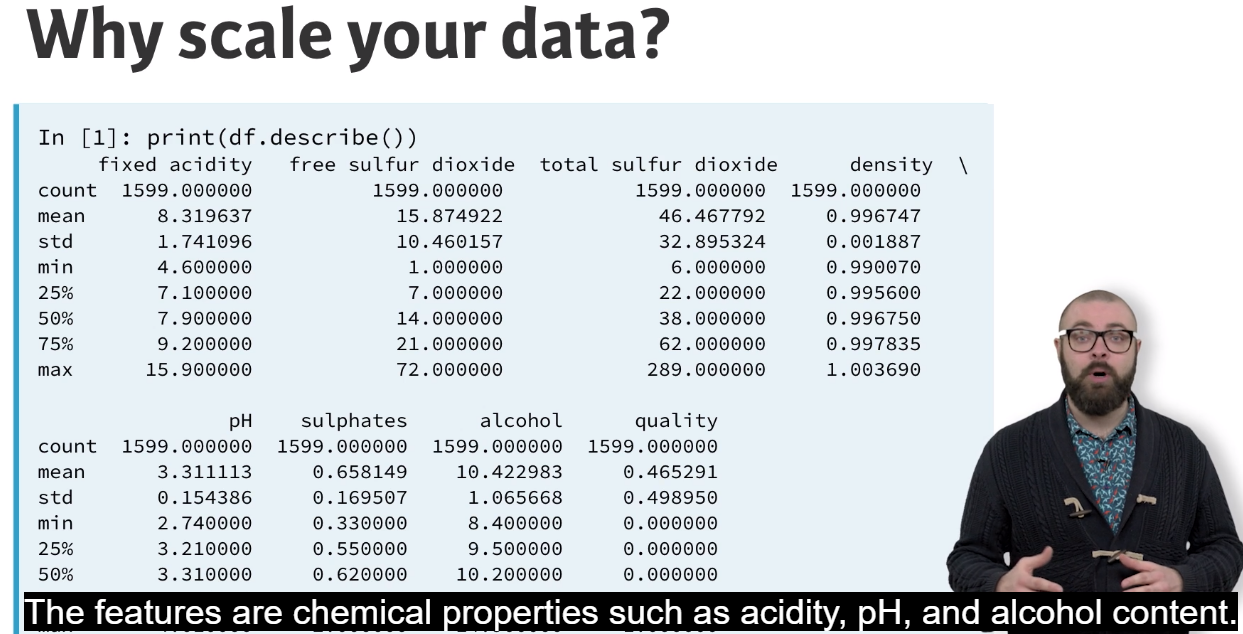 Why scale your data?
In [1]: print(df.describe())
fixed acidity free sulfur dioxide total sulfur dioxide density \
count 1599.000000 1599.000000 1599.000000 1599.000000
mean 8.319637 15.874922 46.467792 0.996747
std 1.741096 10.460157 32.895324 0.001887
min 4.600000 1.000000 6.000000 0.990070
25% 7.100000 7.000000 22.000000 0.995600
50% 7.900000 14.000000 38.000000 0.996750
75% 9.200000 21.000000 62.000000 0.997835
max 15.900000 72.000000 289.000000 1.003690
pH sulphates alcohol quality
count 1599.000000 1599.000000 1599.000000 1599.000000
mean 3.311113 0.658149 10.422983 0.465291
std 0.154386 0.169507 1.065668 0.498950
min 2.740000 0.330000 8.400000 0.000000
25% 3.210000 0.550000 9.500000 0.000000
50% 3.310000 0.620000 10.200000 0.000000
The features are chemical properties such as acidity, pH, and alcohol content.